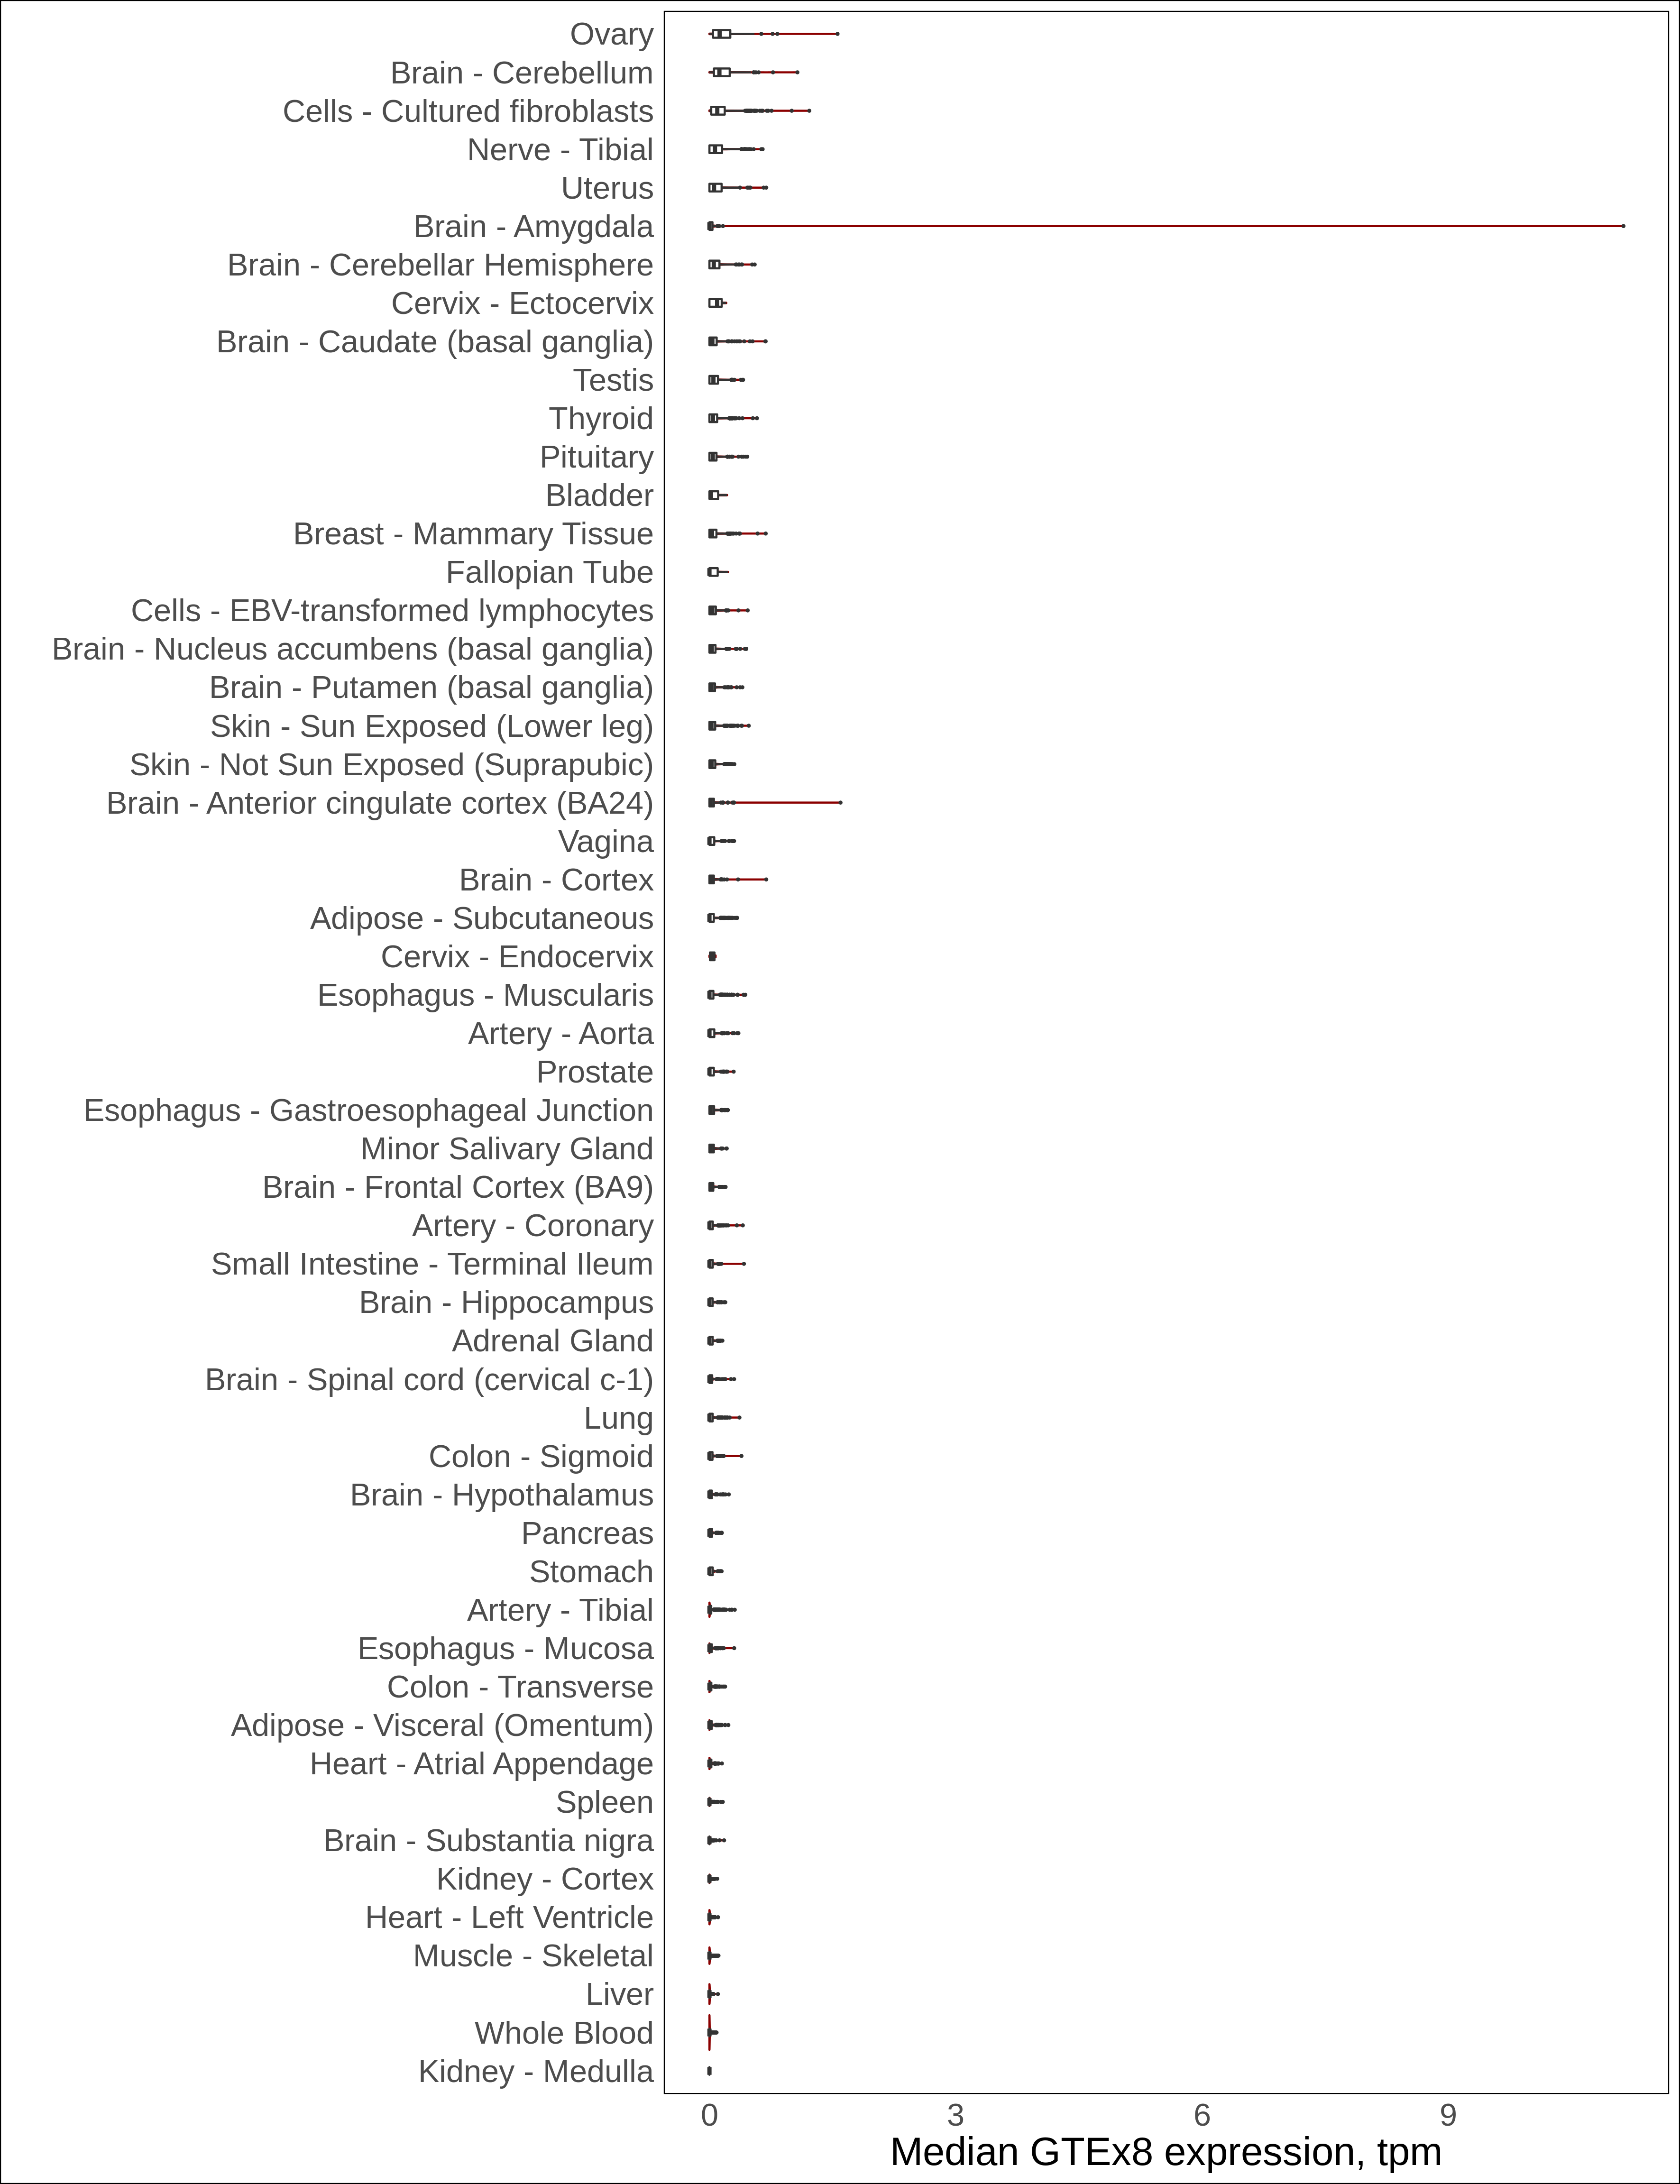 Ovary
Brain - Cerebellum
Cells - Cultured fibroblasts
Nerve - Tibial
Uterus
Brain - Amygdala
Brain - Cerebellar Hemisphere
Cervix - Ectocervix
Brain - Caudate (basal ganglia)
Testis
Thyroid
Pituitary
Bladder
Breast - Mammary Tissue
Fallopian Tube
Cells - EBV-transformed lymphocytes
Brain - Nucleus accumbens (basal ganglia)
Brain - Putamen (basal ganglia)
Skin - Sun Exposed (Lower leg)
Skin - Not Sun Exposed (Suprapubic)
Brain - Anterior cingulate cortex (BA24)
Vagina
Brain - Cortex
Adipose - Subcutaneous
Cervix - Endocervix
Esophagus - Muscularis
Artery - Aorta
Prostate
Esophagus - Gastroesophageal Junction
Minor Salivary Gland
Brain - Frontal Cortex (BA9)
Artery - Coronary
Small Intestine - Terminal Ileum
Brain - Hippocampus
Adrenal Gland
Brain - Spinal cord (cervical c-1)
Lung
Colon - Sigmoid
Brain - Hypothalamus
Pancreas
Stomach
Artery - Tibial
Esophagus - Mucosa
Colon - Transverse
Adipose - Visceral (Omentum)
Heart - Atrial Appendage
Spleen
Brain - Substantia nigra
Kidney - Cortex
Heart - Left Ventricle
Muscle - Skeletal
Liver
Whole Blood
Kidney - Medulla
0 3 6 9
Median GTEx8 expression, tpm